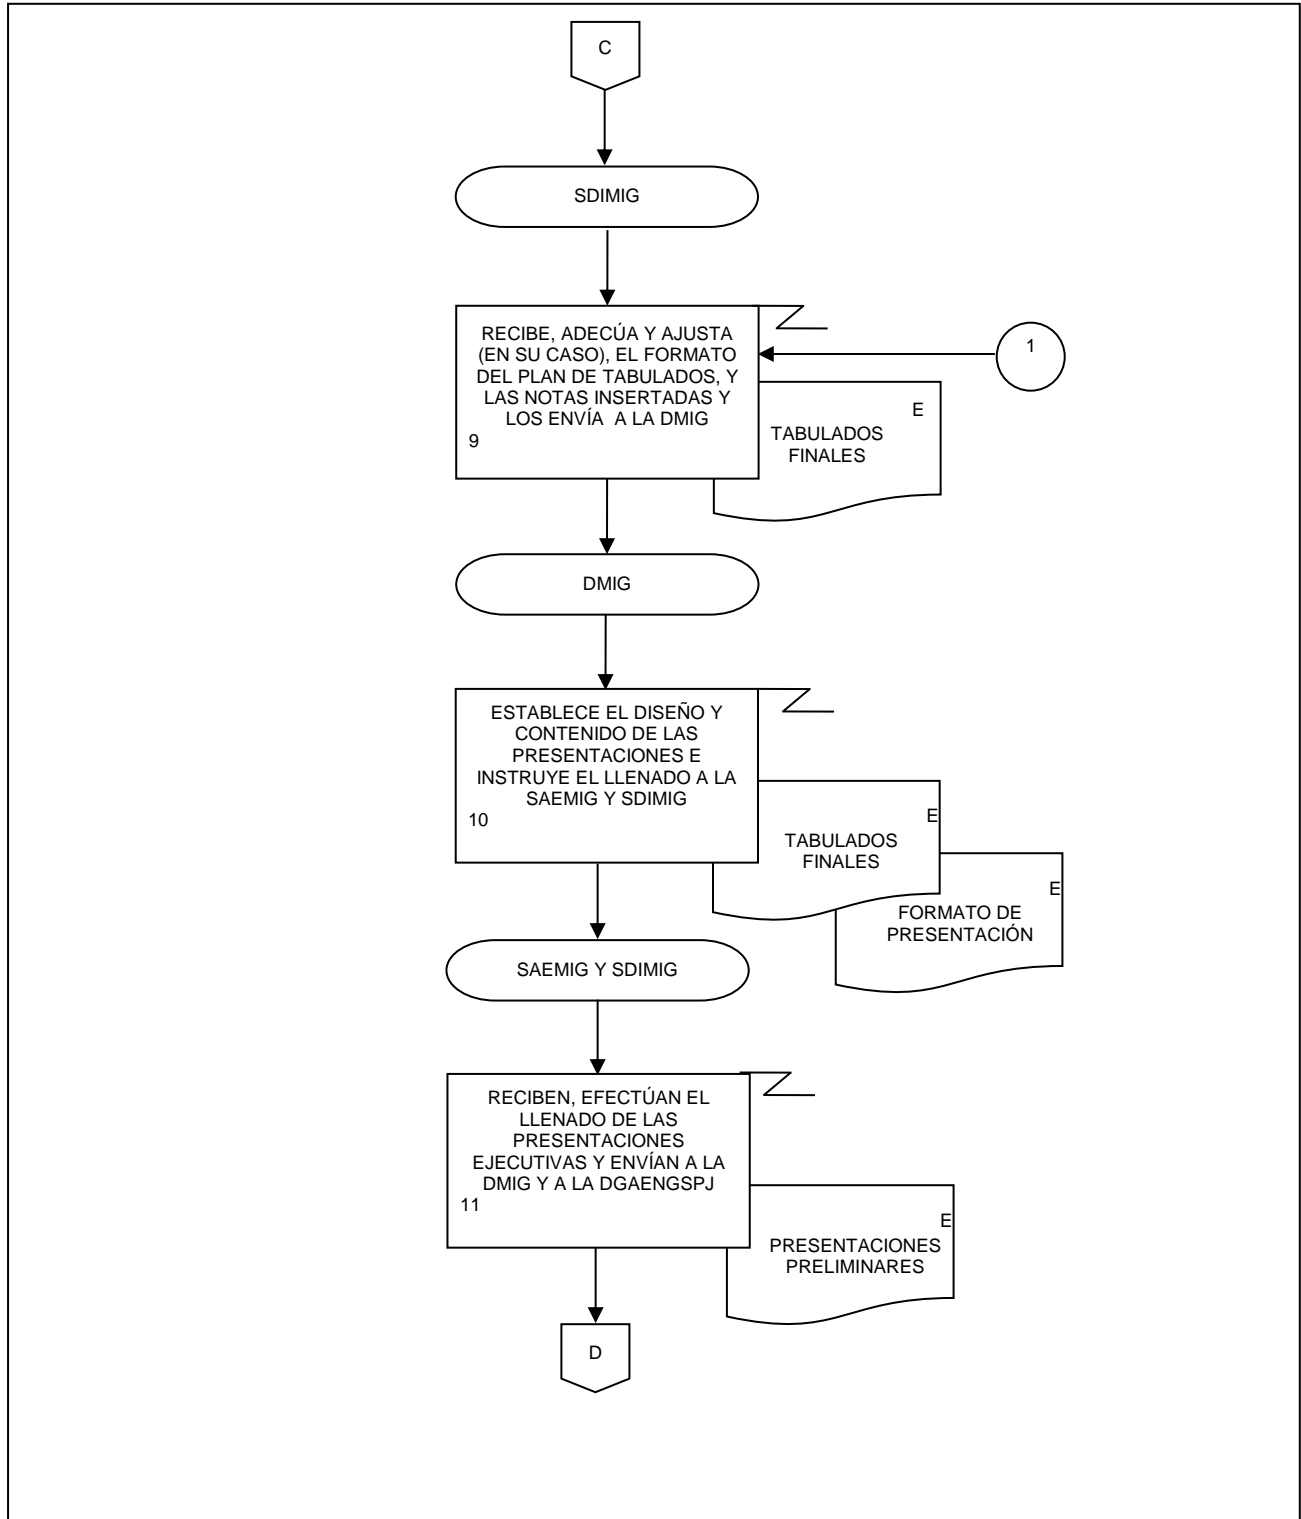 C
SDIMIG
RECIBE, ADECÚA Y AJUSTA
(EN SU CASO), EL FORMATO
DEL PLAN DE TABULADOS, Y
LAS NOTAS INSERTADAS Y
LOS ENVÍA A LA DMIG
9
1
E
TABULADOS
FINALES
DMIG
ESTABLECE EL DISEÑO Y
CONTENIDO DE LAS
PRESENTACIONES E
INSTRUYE EL LLENADO A LA
SAEMIG Y SDIMIG
10
E
TABULADOS
FINALES
E
FORMATO DE
PRESENTACIÓN
SAEMIG Y SDIMIG
RECIBEN, EFECTÚAN EL
LLENADO DE LAS
PRESENTACIONES
EJECUTIVAS Y ENVÍAN A LA
DMIG Y A LA DGAENGSPJ
11
E
PRESENTACIONES
PRELIMINARES
D